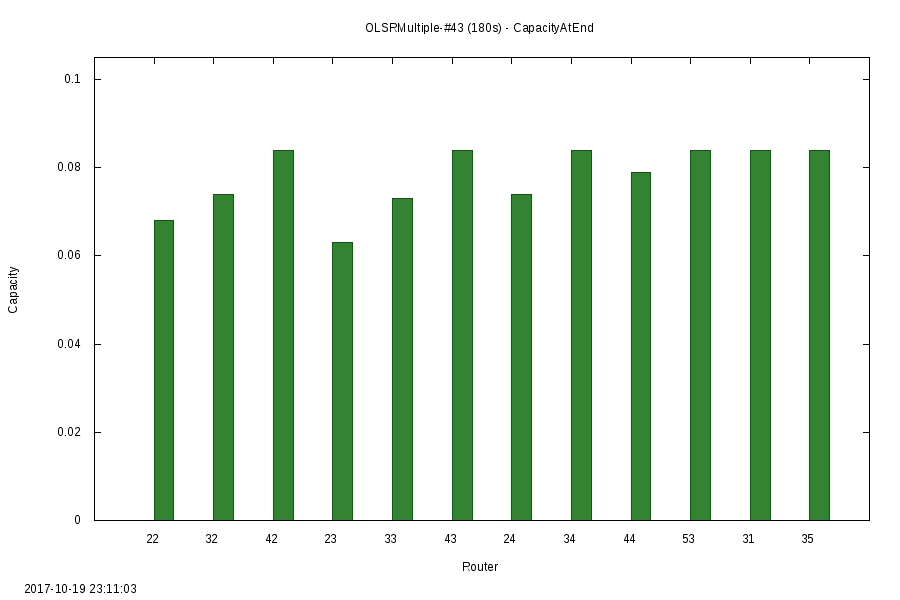 OLSRMultiple-#43 (180s) - CapacityAtEnd
0.1
0.08
0.06
0.04
0.02
0
Capacity
22 32 42 23 33 43 24 34 44 53 31 35
Router
2017-10-19 23:11:03